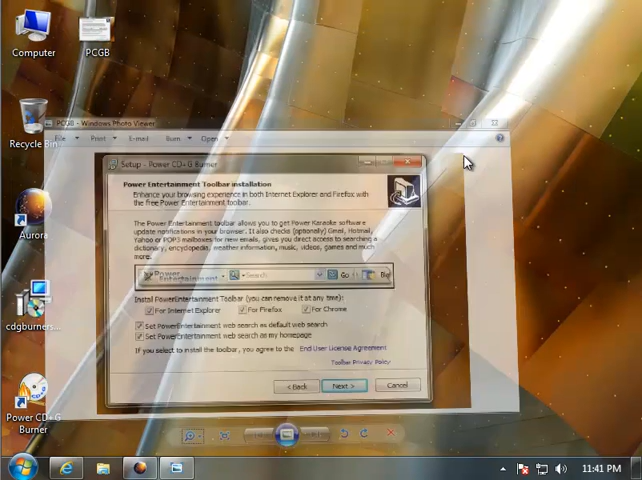 Computer
PCGB
Recycle Bin
Aurora
cdgburners...
Power CD+G
Burner
PCGB - Windows Photo Viewer
File
Print
E-mail
Burn
Open
Setup - Power CD+G Burner
Power Entertainment Toolbar installation
Enhance your browsing experience in both Internet Explorer and Firefox with
the free Power Entertainment toolbar.
The Power Entertainment toolbar allows you to get Power Karaoke software
update notifications in your browser. It also checks (optionally) Gmail, Hotmail,
Yahoo or POP3 mailboxes for new emails, gives you direct access to searching a
dictionary, encyclopedia, weather information, music, videos, games and much
more.
Power
Entertainment
Search
Go
Install PowerEntertainment Toolbar (you can remove it at any time):
For Internet Explorer
For Firefox
For Chrome
Set PowerEntertainment web search as default web search
Set PowerEntertainment web search as my homepage
If you select to install the toolbar, you agree to the End User License Agreement
Toolbar Privacy Policy
< Back
Next >
Cancel
11:41 PM